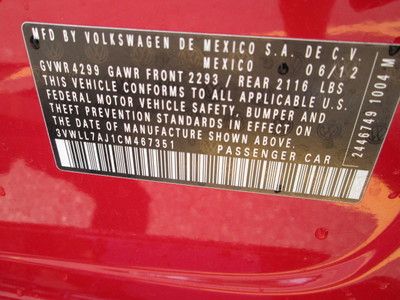 MFD BY VOLKSWAGEN DE MEXICO S.A. DE C.V.
MEXICO 06/12
GVWR 4299 GAWR FRONT 2293 / REAR 2116 LBS
THIS VEHICLE CONFORMS TO ALL APPLICABLE U.S.
FEDERAL MOTOR VEHICLE SAFETY, BUMPER AND
THEFT PREVENTION STANDARDS IN EFFECT ON
THE DATE OF MANUFACTURE SHOWN ABOVE.
3VWLL7AJ1CM467351 PASSENGER CAR
2446749 1004 M